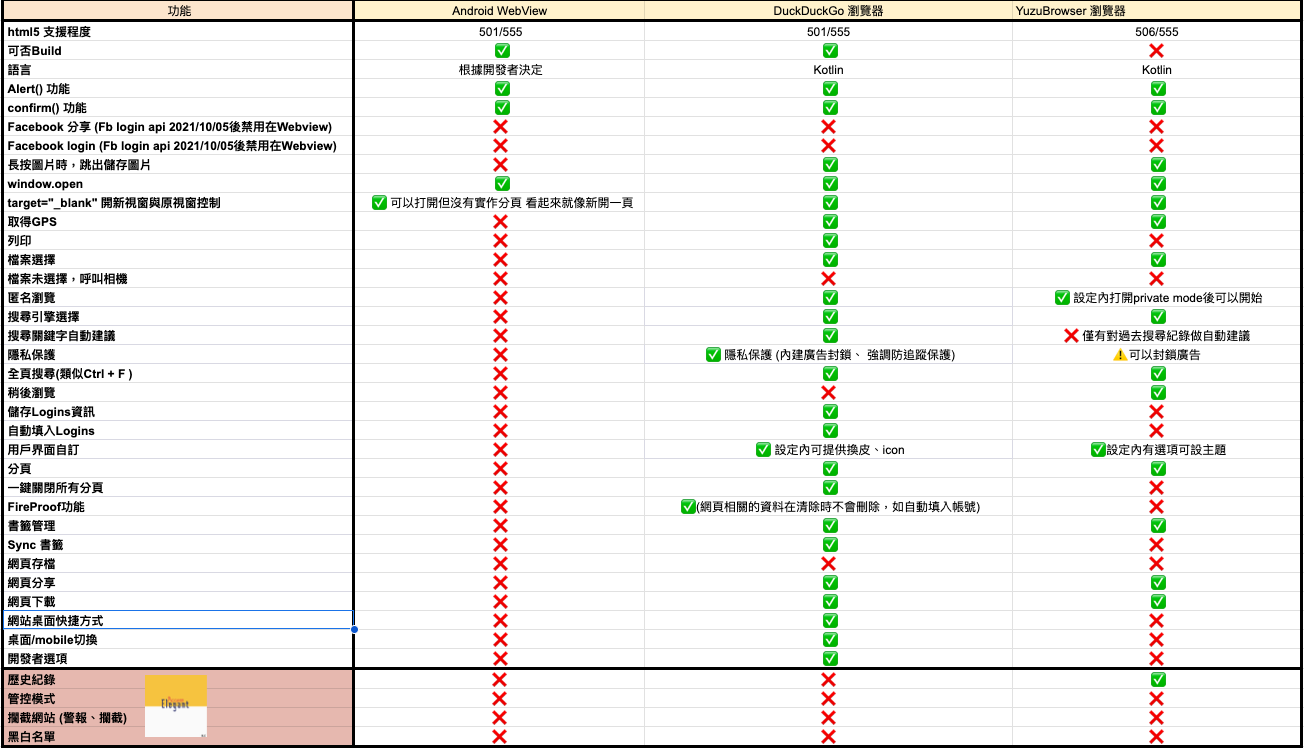 功能 Android WebView DuckDuckGo 瀏覽器 YuzuBrowser 瀏覽器
html5 支援程度 501/555 501/555 506/555
可否Build ✅ ✅ ❌
語言 根據開發者決定 Kotlin Kotlin
Alert() 功能 ✅ ✅ ✅
confirm() 功能 ✅ ✅ ✅
Facebook 分享 (Fb login api 2021/10/05後禁用在Webview) ❌ ❌ ❌
Facebook login (Fb login api 2021/10/05後禁用在Webview) ❌ ❌ ❌
長按圖片時，跳出儲存圖片 ❌ ✅ ✅
window.open ✅ ✅ ✅
target="_blank" 開新視窗與原視窗控制 ✅ 可以打開但沒有實作分頁 看起來就像新開一頁 ✅ ✅
取得GPS ❌ ✅ ✅
列印 ❌ ✅ ❌
檔案選擇 ❌ ✅ ✅
檔案未選擇，呼叫相機 ❌ ❌ ❌
匿名瀏覽 ❌ ✅ ✅ 設定內打開private mode後可以開始
搜尋引擎選擇 ❌ ✅ ✅
搜尋關鍵字自動建議 ❌ ✅ ❌ 僅有對過去搜尋紀錄做自動建議
隱私保護 ❌ ✅ 隱私保護 (內建廣告封鎖、 強調防追蹤保護) ⚠️可以封鎖廣告
全頁搜尋(類似Ctrl + F ) ❌ ✅ ✅
稍後瀏覽 ❌ ❌ ✅
儲存Logins資訊 ❌ ✅ ❌
自動填入Logins ❌ ✅ ❌
用戶界面自訂 ❌ ✅ 設定內可提供換皮、icon ✅設定內有選項可設主題
分頁 ❌ ✅ ✅
一鍵關閉所有分頁 ❌ ✅ ❌
FireProof功能 ❌ ✅(網頁相關的資料在清除時不會刪除，如自動填入帳號) ❌
書籤管理 ❌ ✅ ✅
Sync 書籤 ❌ ✅ ❌
網頁存檔 ❌ ❌ ❌
網頁分享 ❌ ✅ ✅
網頁下載 ❌ ✅ ✅
網站桌面快捷方式 ❌ ✅ ❌
桌面/mobile切換 ❌ ✅ ❌
開發者選項 ❌ ✅ ❌
歷史紀錄 ❌ ❌ ✅
管控模式 ❌ ❌ ❌
Elegant
攔截網站 (警報、攔截) ❌ ❌ ❌
黑白名單 ❌ ❌ ❌